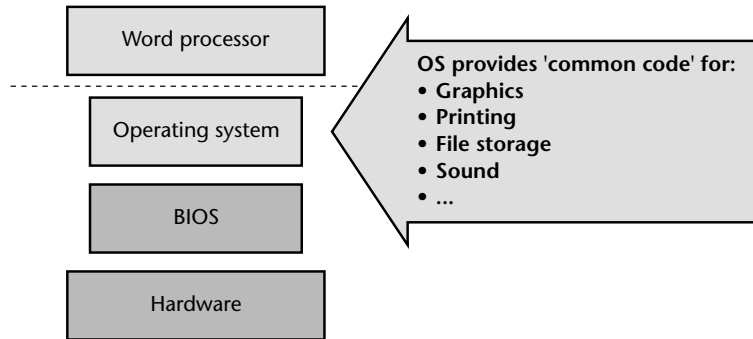 Word processor
Operating system
BIOS
Hardware
OS provides 'common code' for:
• Graphics
• Printing
• File storage
• Sound
• ...